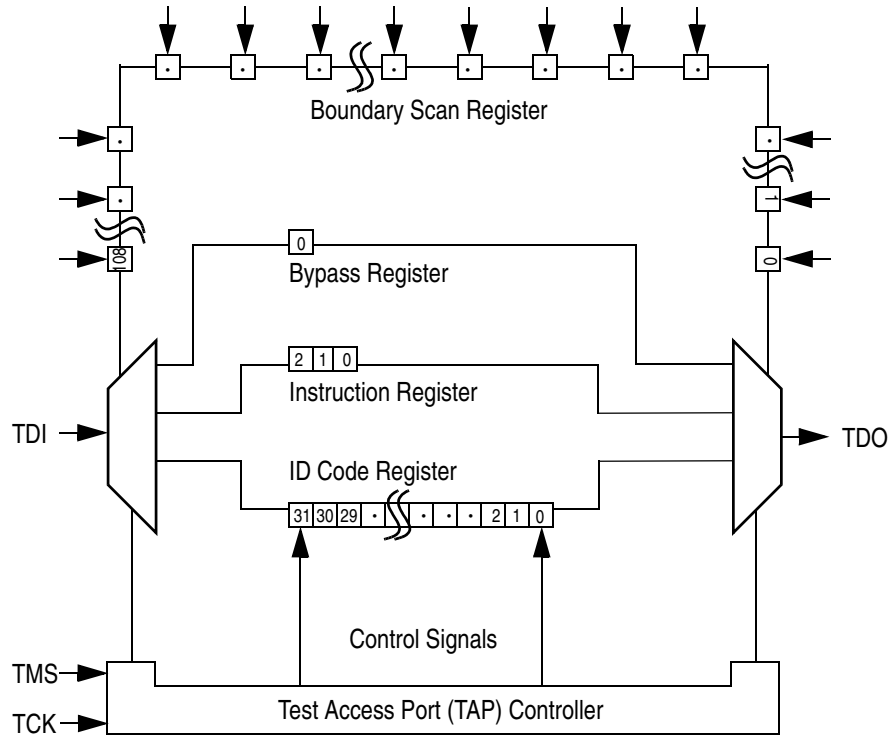 Boundary Scan Register
1
108
0
0
Bypass Register
2 1 0
Instruction Register
TDI
TDO
ID Code Register
31 30 29 · · · · 2 1 0
Control Signals
TMS
Test Access Port (TAP) Controller
TCK